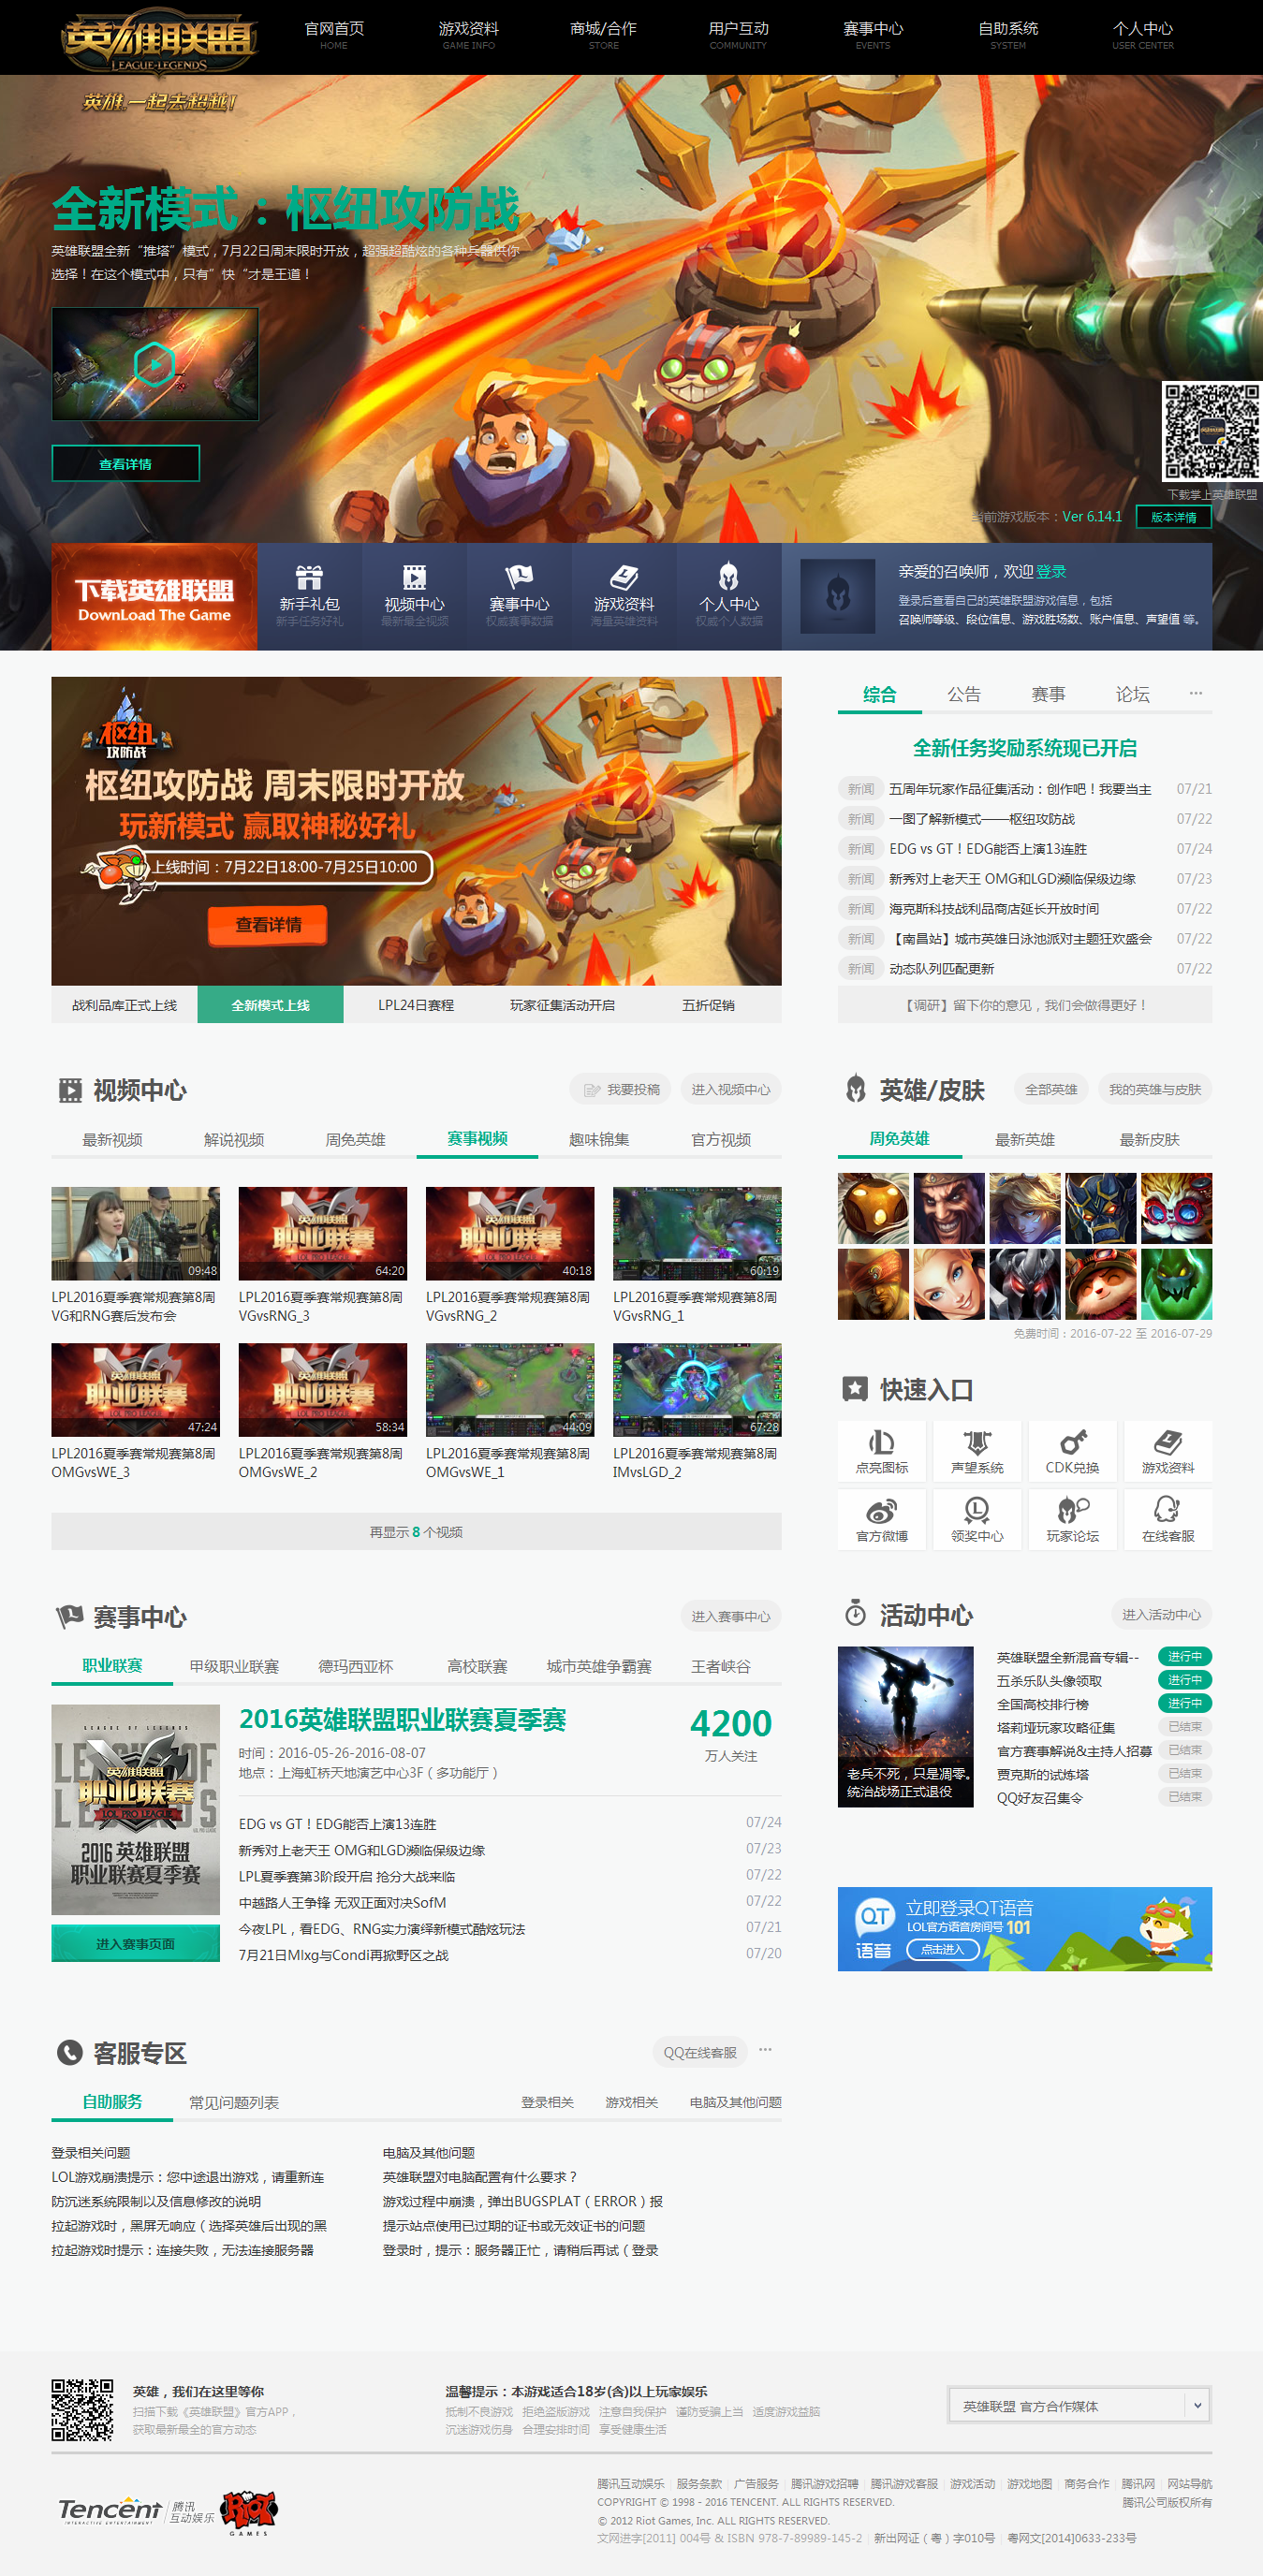 英雄联盟
LEAGUE of LEGENDS
英雄,一起去超越!
官网首页 游戏资料 商城/合作 用户互动 赛事中心 自助系统 个人中心
HOME GAME INFO STORE COMMUNITY EVENTS SYSTEM USER CENTER
全新模式：枢纽攻防战
英雄联盟全新“推塔”模式，7月22日周末限时开放，超强超酷炫的各种兵器供你
选择！在这个模式中，只有”快“才是王道！
查看详情
下载掌上英雄联盟
当前游戏版本：Ver 6.14.1 版本详情
下载英雄联盟
DownLoad The Game
新手礼包 视频中心 赛事中心 游戏资料 个人中心
新手任务好礼 最新最全视频 权威赛事数据 海量英雄资料 权威个人数据
亲爱的召唤师，欢迎 登录
登录后查看自己的英雄联盟游戏信息，包括
召唤师等级、段位信息、游戏胜场数、账户信息、声望值 等。
枢纽
攻防战
枢纽攻防战 周末限时开放
玩新模式 赢取神秘好礼
上线时间：7月22日18:00-7月25日10:00
查看详情
战利品库正式上线 全新模式上线 LPL24日赛程 玩家征集活动开启 五折促销
综合 公告 赛事 论坛 ···
全新任务奖励系统现已开启
新闻 五周年玩家作品征集活动：创作吧！我要当主 07/21
新闻 一图了解新模式——枢纽攻防战 07/22
新闻 EDG vs GT！EDG能否上演13连胜 07/24
新闻 新秀对上老天王 OMG和LGD濒临保级边缘 07/23
新闻 海克斯科技战利品商店延长开放时间 07/22
新闻 【南昌站】城市英雄日泳池派对主题狂欢盛会 07/22
新闻 动态队列匹配更新 07/22
【调研】留下你的意见，我们会做得更好！
视频中心 我要投稿 进入视频中心
最新视频 解说视频 周免英雄 赛事视频 趣味锦集 官方视频
09:48 64:20 40:18 60:19
LPL2016夏季赛常规赛第8周 LPL2016夏季赛常规赛第8周 LPL2016夏季赛常规赛第8周 LPL2016夏季赛常规赛第8周
VG和RNG赛后发布会 VGvsRNG_3 VGvsRNG_2 VGvsRNG_1
47:24 58:34 44:09 67:28
LPL2016夏季赛常规赛第8周 LPL2016夏季赛常规赛第8周 LPL2016夏季赛常规赛第8周 LPL2016夏季赛常规赛第8周
OMGvsWE_3 OMGvsWE_2 OMGvsWE_1 IMvsLGD_2
再显示 8 个视频
英雄/皮肤 全部英雄 我的英雄与皮肤
周免英雄 最新英雄 最新皮肤
免费时间：2016-07-22 至 2016-07-29
快速入口
点亮图标 声望系统 CDK兑换 游戏资料
官方微博 领奖中心 玩家论坛 在线客服
赛事中心 进入赛事中心
职业联赛 甲级职业联赛 德玛西亚杯 高校联赛 城市英雄争霸赛 王者峡谷
LEAGUE OF LEGENDS
英雄联盟
职业联赛
LOL PRO LEAGUE
2016 英雄联盟
职业联赛夏季赛
进入赛事页面
2016英雄联盟职业联赛夏季赛
时间：2016-05-26-2016-08-07
地点：上海虹桥天地演艺中心3F（多功能厅）
4200
万人关注
EDG vs GT！EDG能否上演13连胜 07/24
新秀对上老天王 OMG和LGD濒临保级边缘 07/23
LPL夏季赛第3阶段开启 抢分大战来临 07/22
中越路人王争锋 无双正面对决SofM 07/22
今夜LPL，看EDG、RNG实力演绎新模式酷炫玩法 07/21
7月21日Mlxg与Condi再掀野区之战 07/20
活动中心 进入活动中心
老兵不死，只是凋零。
统治战场正式退役
英雄联盟全新混音专辑-- 进行中
五杀乐队头像领取 进行中
全国高校排行榜 进行中
塔莉垭玩家攻略征集 已结束
官方赛事解说&主持人招募 已结束
贾克斯的试炼塔 已结束
QQ好友召集令 已结束
QT
语音
立即登录QT语音
LOL官方语音房间号 101
点击进入
客服专区 QQ在线客服 ···
自助服务 常见问题列表 登录相关 游戏相关 电脑及其他问题
登录相关问题
LOL游戏崩溃提示：您中途退出游戏，请重新连
防沉迷系统限制以及信息修改的说明
拉起游戏时，黑屏无响应（选择英雄后出现的黑
拉起游戏时提示：连接失败，无法连接服务器
电脑及其他问题
英雄联盟对电脑配置有什么要求？
游戏过程中崩溃，弹出BUGSPLAT（ERROR）报
提示站点使用已过期的证书或无效证书的问题
登录时，提示：服务器正忙，请稍后再试（登录
英雄，我们在这里等你
扫描下载《英雄联盟》官方APP，
获取最新最全的官方动态
温馨提示：本游戏适合18岁(含)以上玩家娱乐
抵制不良游戏 拒绝盗版游戏 注意自我保护 谨防受骗上当 适度游戏益脑
沉迷游戏伤身 合理安排时间 享受健康生活
英雄联盟 官方合作媒体
Tencent 腾讯
INTERACTIVE ENTERTAINMENT 互动娱乐
RIOT
GAMES
腾讯互动娱乐 | 服务条款 | 广告服务 | 腾讯游戏招聘 | 腾讯游戏客服 | 游戏活动 | 游戏地图 | 商务合作 | 腾讯网 | 网站导航
COPYRIGHT © 1998 – 2016 TENCENT. ALL RIGHTS RESERVED. 腾讯公司版权所有
© 2012 Riot Games, Inc. ALL RIGHTS RESERVED.
文网进字[2011] 004号 & ISBN 978-7-89989-145-2 | 新出网证（粤）字010号 | 粤网文[2014]0633-233号